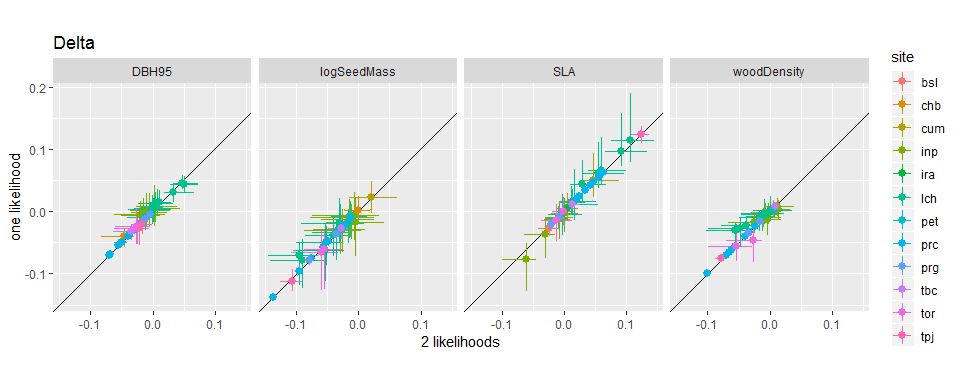 Delta
DBH95 logSeedMass SLA woodDensity
0.2
0.1
0.0
-0.1
one likelihood
-0.1 0.0 0.1 -0.1 0.0 0.1 -0.1 0.0 0.1 -0.1 0.0 0.1
2 likelihoods
site
bsl
chb
cum
inp
ira
lch
pet
prc
prg
tbc
tor
tpj